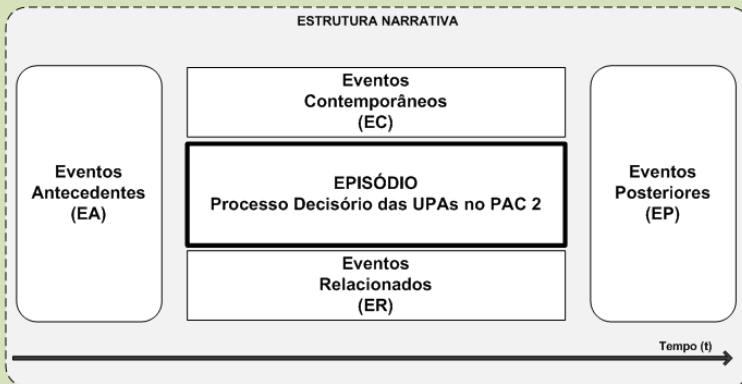 ESTRUTURA NARRATIVA
Eventos
Antecedentes
(EA)
Eventos
Contemporâneos
(EC)
EPISÓDIO
Processo Decisório das UPAs no PAC 2
Eventos
Relacionados
(ER)
Eventos
Posteriores
(EP)
Tempo (t)